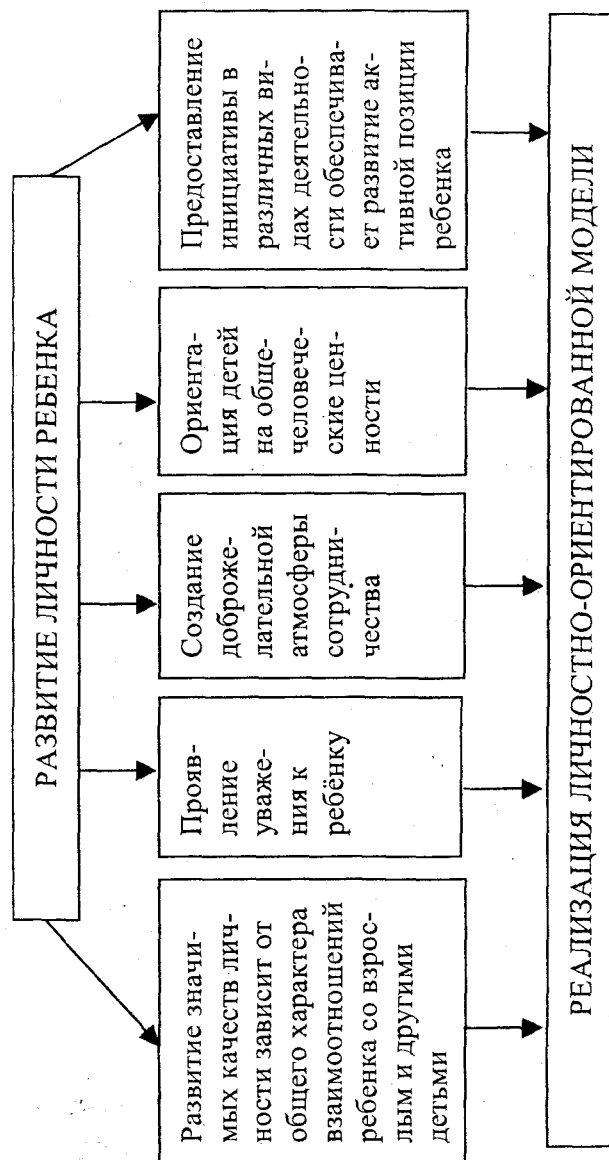 РАЗВИТИЕ ЛИЧНОСТИ РЕБЕНКА
Развитие значи-
мых качеств лич-
ности зависит от
общего характера
взаимоотношений
ребенка со взрос-
лым и другими
детьми
Прояв-
ление
уваже-
ния к
ребёнку
Создание
доброже-
лательной
атмосферы
сотрудни-
чества
Ориента-
ция детей
на обще-
человече-
ские цен-
ности
Предоставление
инициативы в
различных ви-
дах деятельно-
сти обеспечива-
ет развитие ак-
тивной позиции
ребенка
РЕАЛИЗАЦИЯ ЛИЧНОСТНО-ОРИЕНТИРОВАННОЙ МОДЕЛИ